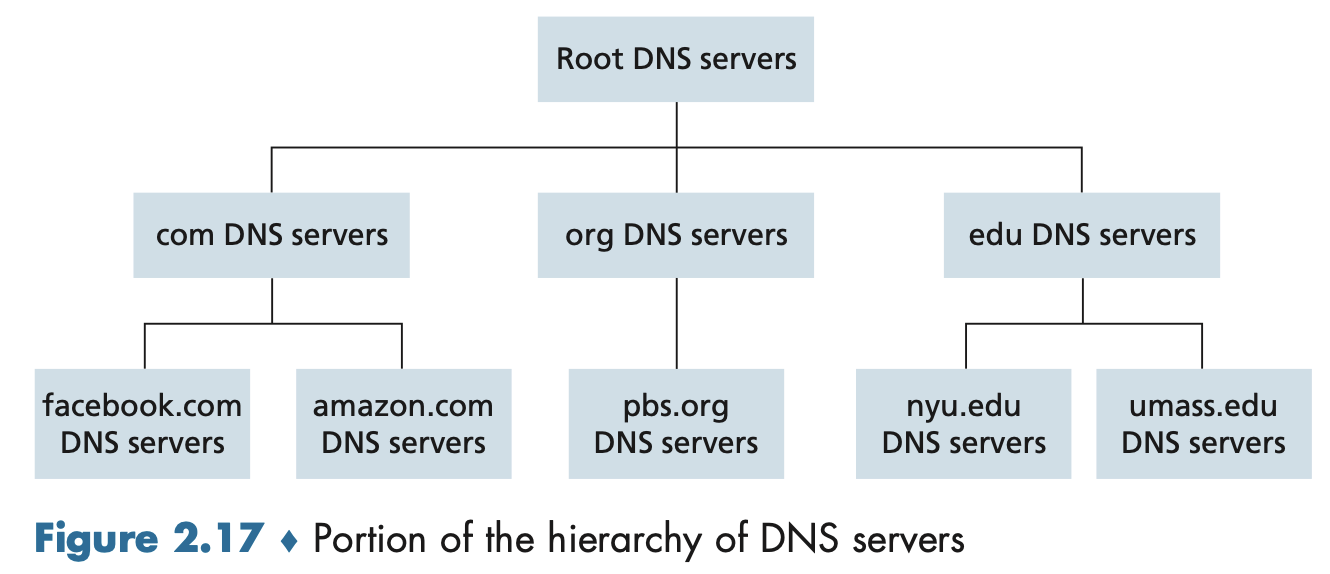 Root DNS servers
com DNS servers
org DNS servers
edu DNS servers
facebook.com
DNS servers
amazon.com
DNS servers
pbs.org
DNS servers
nyu.edu
DNS servers
umass.edu
DNS servers
Figure 2.17 ♦ Portion of the hierarchy of DNS servers